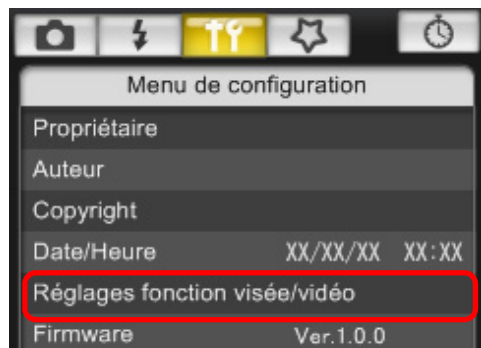 Menu de configuration
Propriétaire
Auteur
Copyright
Date/Heure XX/XX/XX XX:XX
Réglages fonction visée/vidéo
Firmware Ver.1.0.0